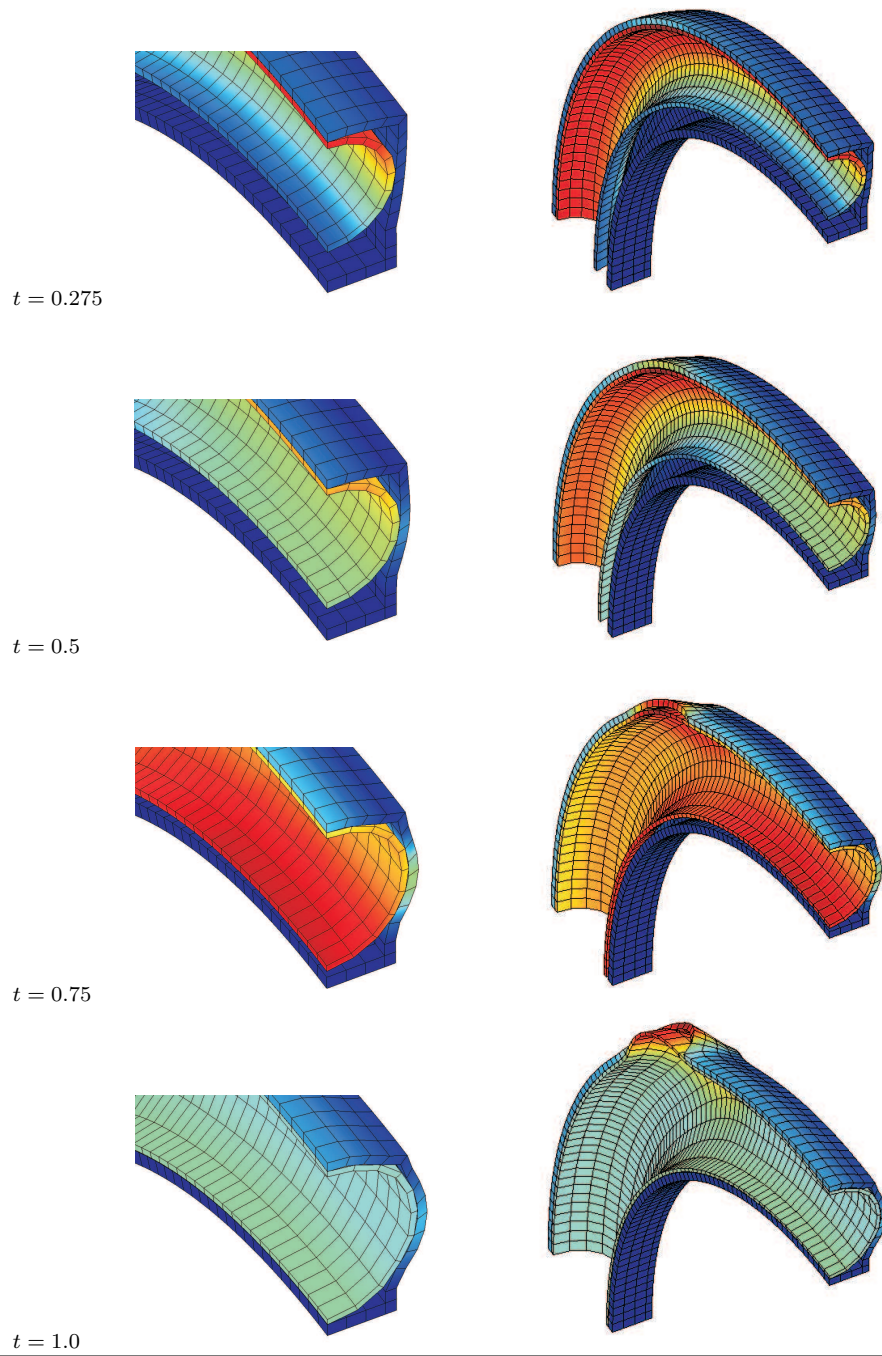 t = 0.275
t = 0.5
t = 0.75
t = 1.0